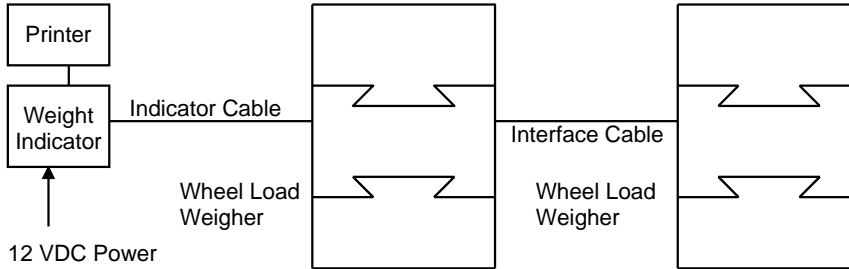 Printer
Weight
Indicator
Indicator Cable
Interface Cable
Wheel Load
Weigher
Wheel Load
Weigher
12 VDC Power